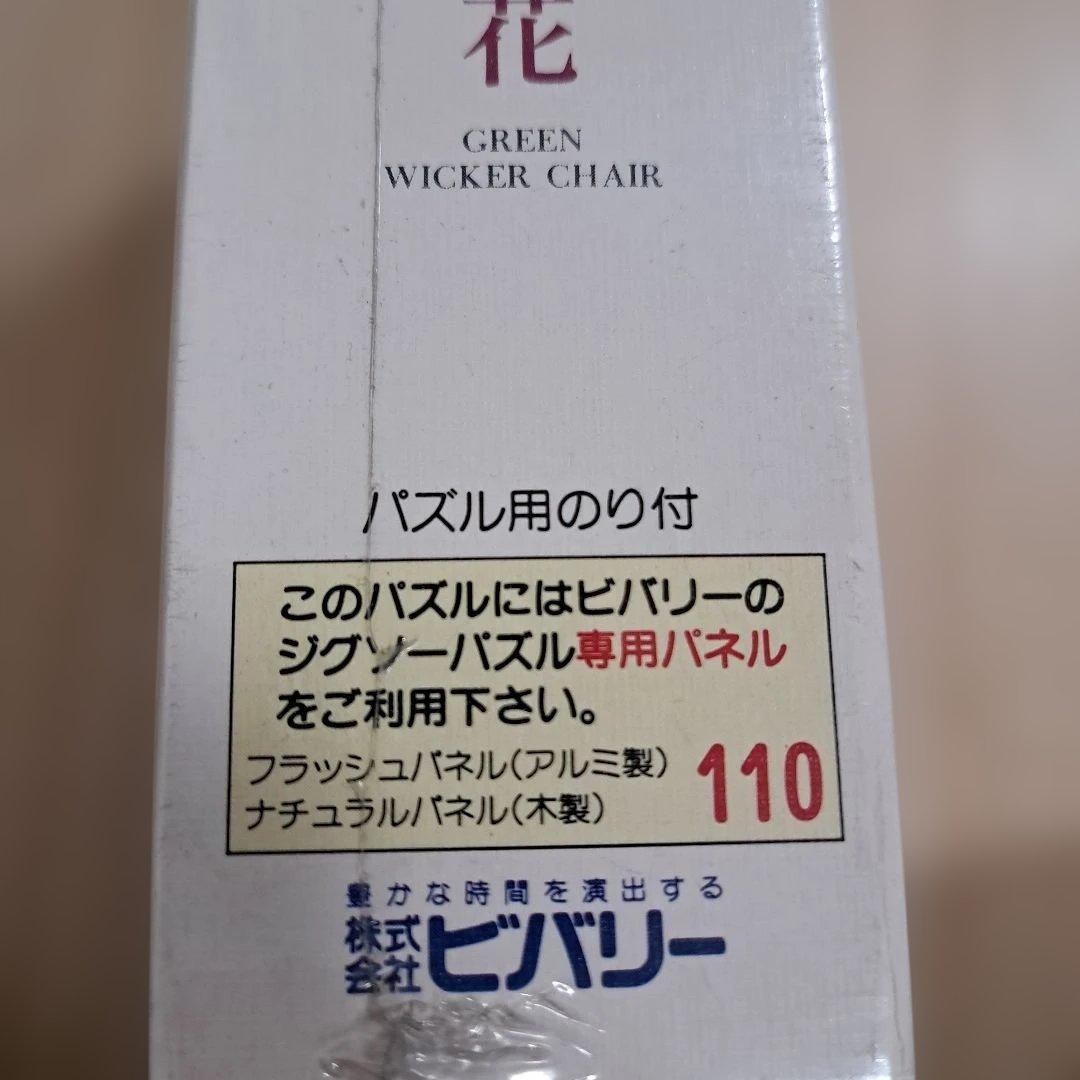 花
GREEN
WICKER CHAIR
パズル用のり付
このパズルにはビバリーの
ジグソーパズル専用パネル
をご利用下さい。
フラッシュパネル(アルミ製)
ナチュラルパネル(木製)
110
豊かな時間を演出する
株式
会社
ビバリー